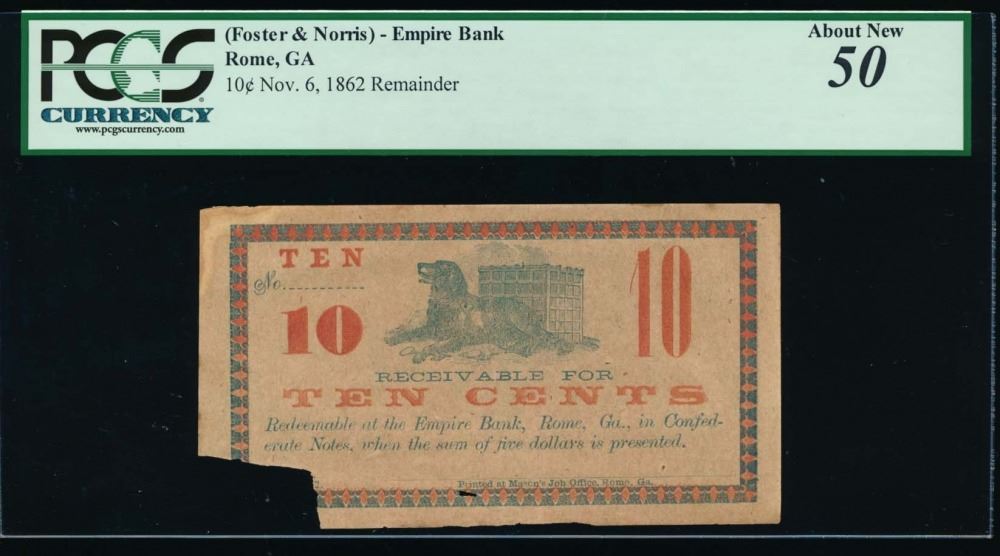 PCGS
CURRENCY
www.pcgscurrency.com
(Foster & Norris) - Empire Bank
Rome, GA
10¢ Nov. 6, 1862 Remainder
About New
50
TEN
No.
10
10
RECEIVABLE FOR
TEN CENTS
Redeemable at the Empire Bank, Rome, Ga., in Confed-
erate Notes, when the sum of five dollars is presented.
Printed at Mason's Job Office, Rome, Ga.